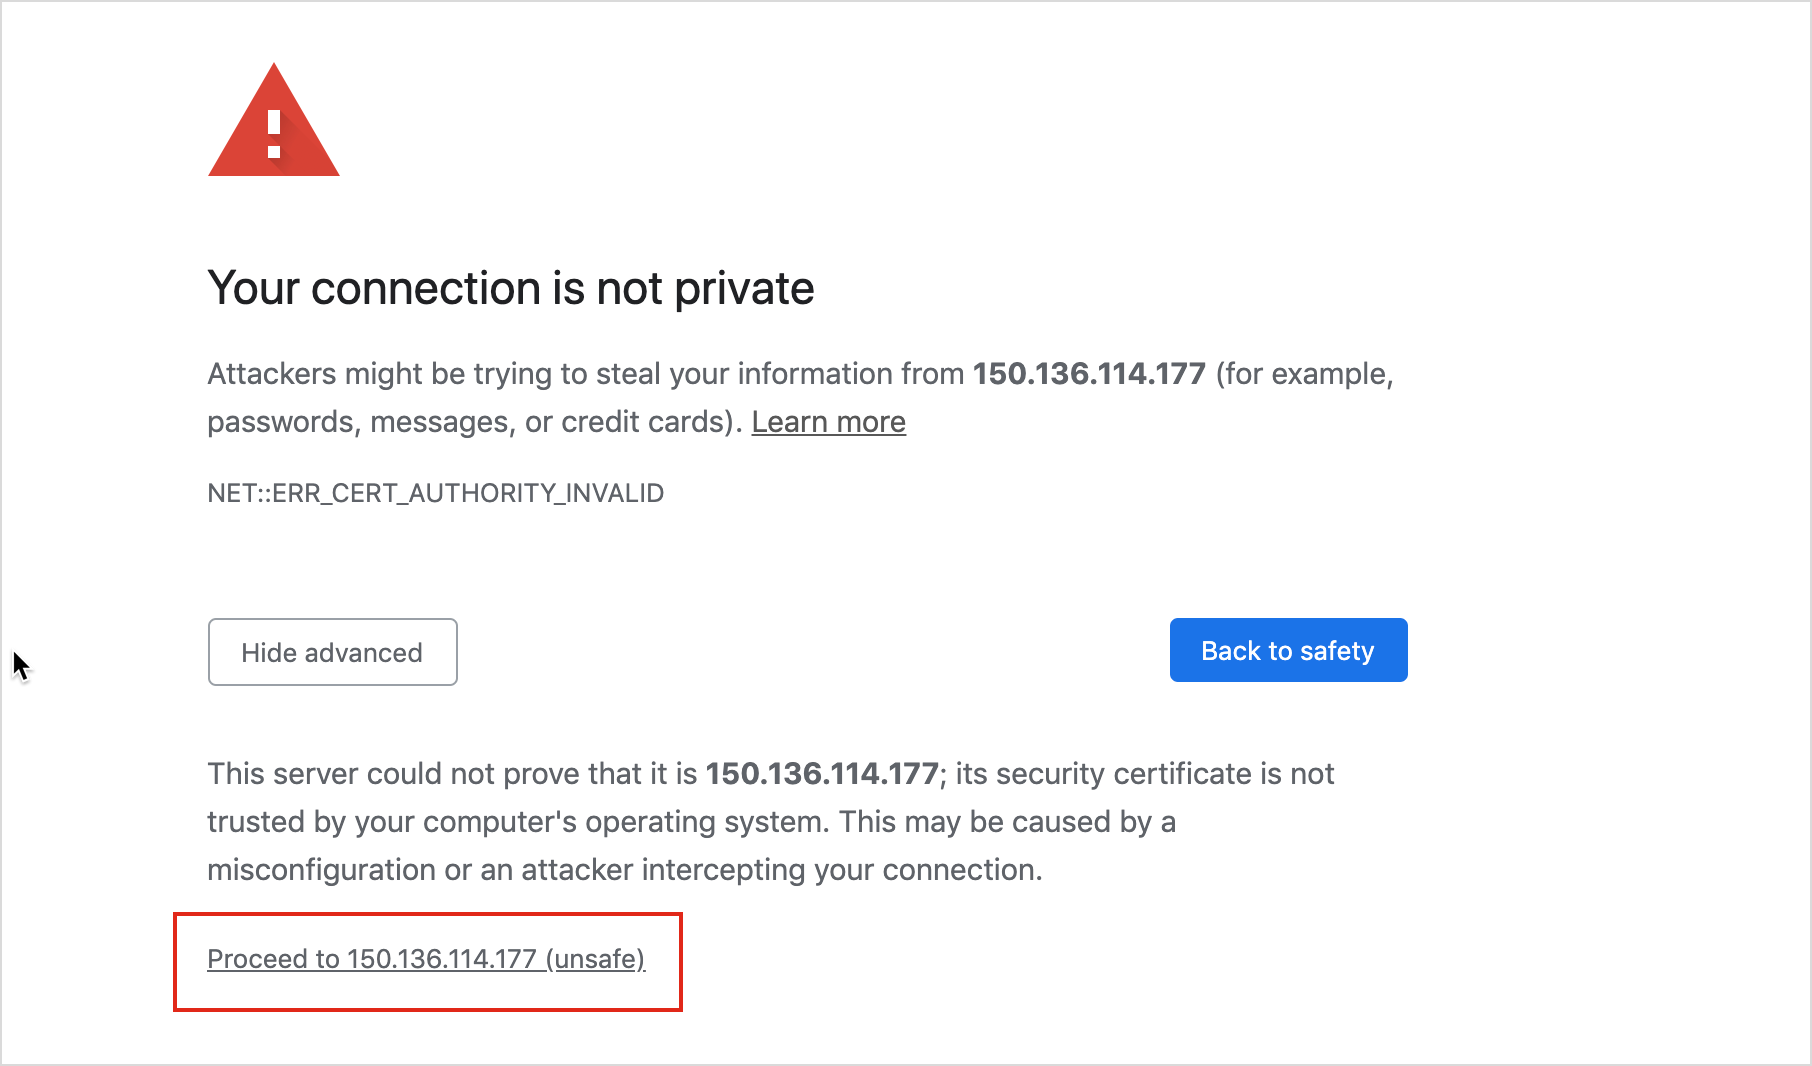 Your connection is not private
Attackers might be trying to steal your information from 150.136.114.177 (for example,
passwords, messages, or credit cards). Learn more
NET::ERR_CERT_AUTHORITY_INVALID
Hide advanced
Back to safety
This server could not prove that it is 150.136.114.177; its security certificate is not
trusted by your computer's operating system. This may be caused by a
misconfiguration or an attacker intercepting your connection.
Proceed to 150.136.114.177 (unsafe)